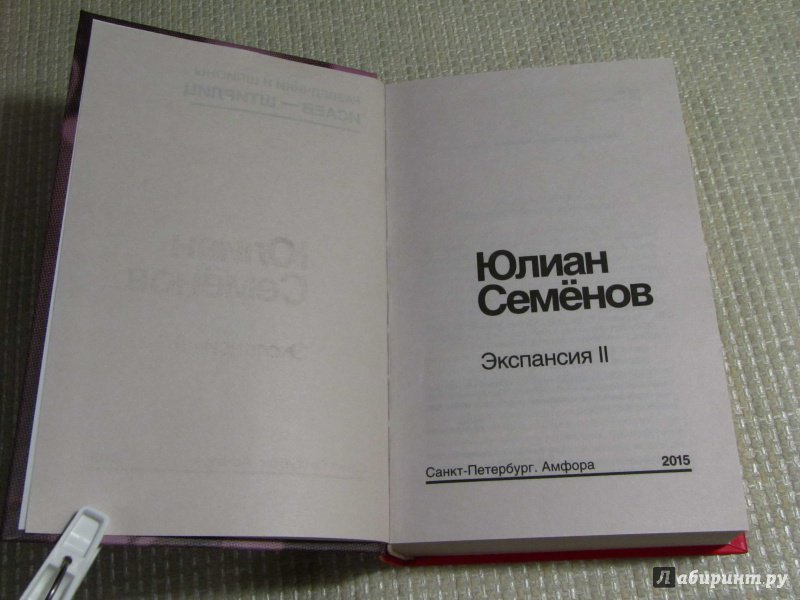 Юлиан
Семёнов
Экспансия II
Санкт-Петербург. Амфора 2015
Лабиринт.ру